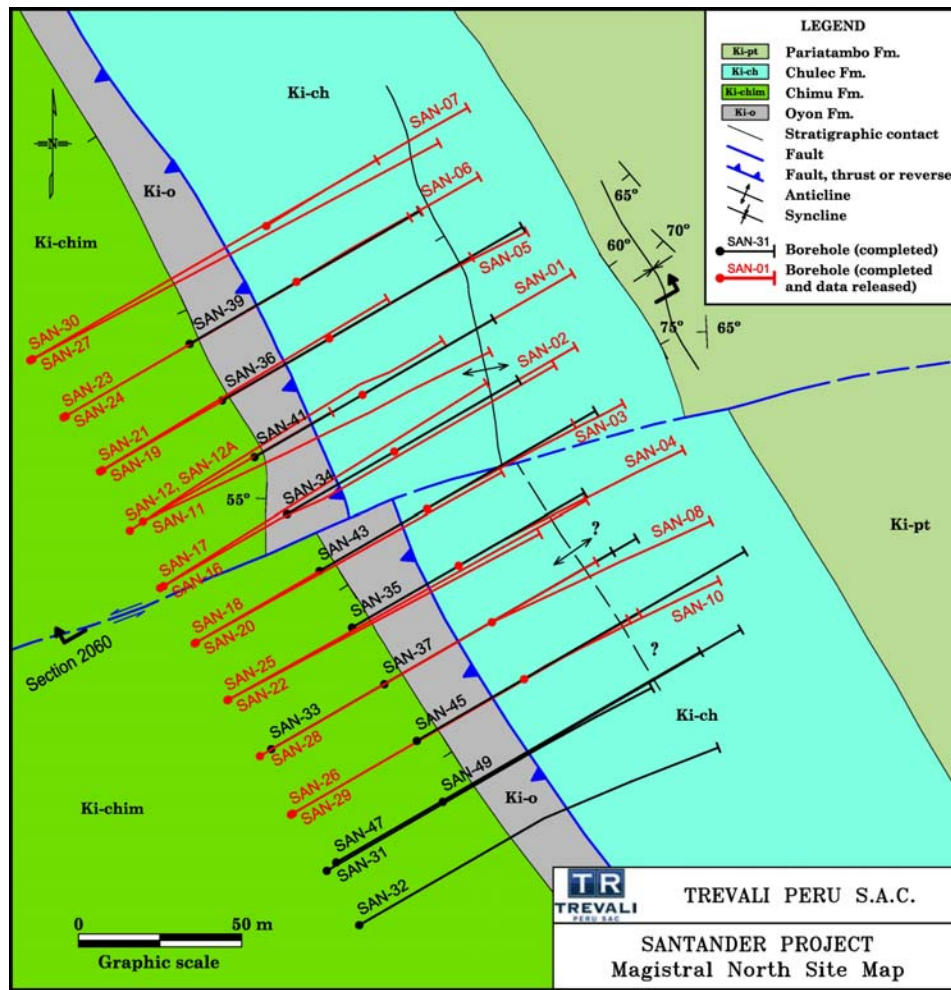 LEGEND
Ki-pt Pariatambo Fm.
Ki-ch Chulec Fm.
Ki-chim Chimu Fm.
Ki-o Oyon Fm.
Stratigraphic contact
Fault
Fault, thrust or reverse
Anticline
Syncline
SAN-31 Borehole (completed)
SAN-01 Borehole (completed
and data released)
Ki-ch
SAN-07
N
SAN-06
Ki-o
65°
Ki-chim
70°
60°
SAN-05
SAN-01
SAN-39
SAN-30
SAN-27
75°
65°
SAN-02
SAN-36
SAN-23
SAN-24
SAN-03
SAN-41
SAN-21
SAN-19
SAN-04
SAN-12, SAN-12A
SAN-11
55°
SAN-34
Ki-pt
?
SAN-08
SAN-43
SAN-17
SAN-16
SAN-35
SAN-18
SAN-20
SAN-10
Section 2060
SAN-37
?
SAN-25
SAN-22
Ki-ch
SAN-45
SAN-33
SAN-28
SAN-49
Ki-o
SAN-26
SAN-29
Ki-chim
SAN-47
SAN-31
SAN-32
0 50 m
Graphic scale
TR
TREVALI
PERU SAC
TREVALI PERU S.A.C.
SANTANDER PROJECT
Magistral North Site Map